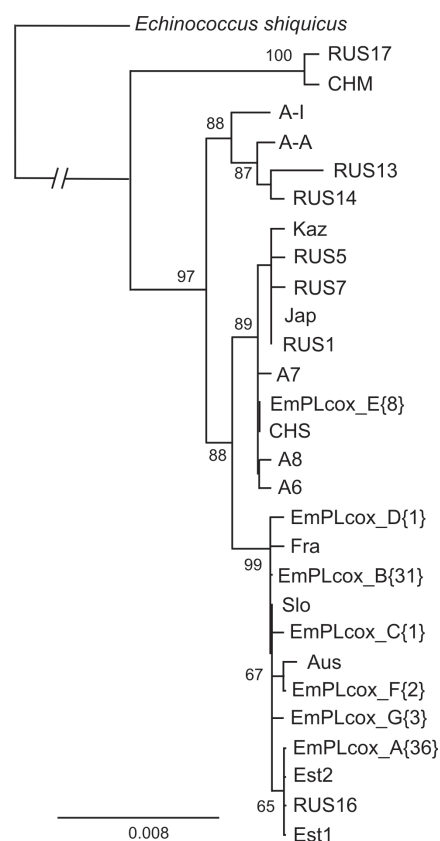 Echinococcus shiquicus
100
RUS17
CHM
A-I
88
A-A
87
RUS13
RUS14
Kaz
RUS5
RUS7
97
Jap
89
RUS1
A7
EmPLcox_E{8}
CHS
88
A8
A6
EmPLcox_D{1}
Fra
99
EmPLcox_B{31}
Slo
EmPLcox_C{1}
Aus
67
EmPLcox_F{2}
EmPLcox_G{3}
EmPLcox_A{36}
Est2
65
RUS16
Est1
0.008